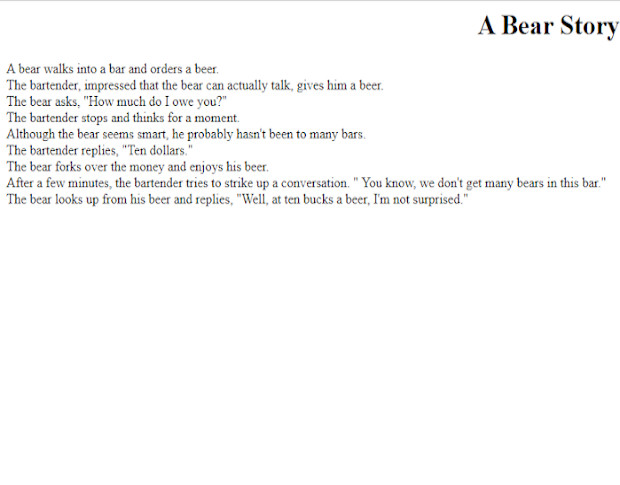 A Bear Story
A bear walks into a bar and orders a beer.
The bartender, impressed that the bear can actually talk, gives him a beer.
The bear asks, "How much do I owe you?"
The bartender stops and thinks for a moment.
Although the bear seems smart, he probably hasn't been to many bars.
The bartender replies, "Ten dollars."
The bear forks over the money and enjoys his beer.
After a few minutes, the bartender tries to strike up a conversation. " You know, we don't get many bears in this bar."
The bear looks up from his beer and replies, "Well, at ten bucks a beer, I'm not surprised."